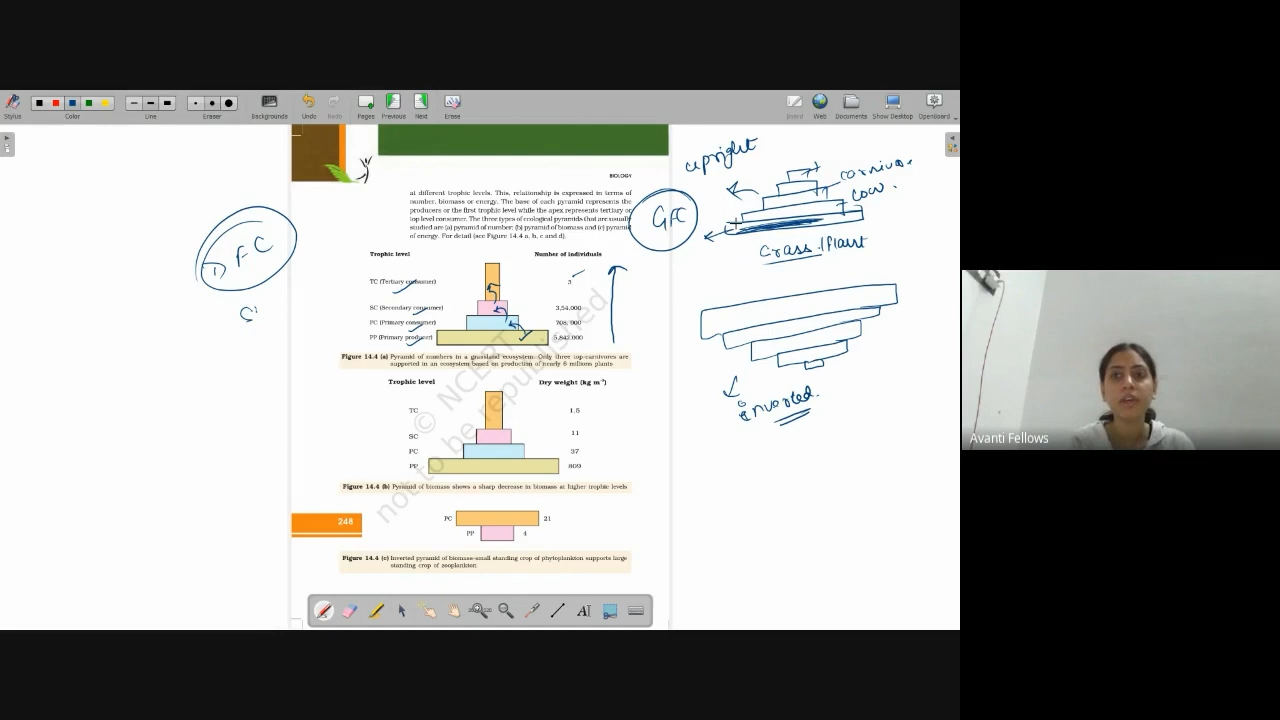 Stylus
Color
Line
Eraser
Backgrounds
Undo
Redo
Pages
Previous
Next
Erase
Board
Web
Documents
Show Desktop
OpenBoard
BIOLOGY
at different trophic levels. This, relationship is expressed in terms of
number, biomass or energy. The base of each pyramid represents the
producers or the first trophic level while the apex represents tertiary or
top level consumer. The three types of ecological pyramids that are usually
studied are (a) pyramid of number; (b) pyramid of biomass and (c) pyramid
of energy. For detail (see Figure 14.4 a, b, c and d).
Trophic level
Number of individuals
TC (Tertiary consumer)
3
SC (Secondary consumer)
3,54,000
PC (Primary consumer)
708,000
PP (Primary producer)
5,842,000
Figure 14.4 (a) Pyramid of numbers in a grassland ecosystem. Only three top-carnivores are
supported in an ecosystem based on production of nearly 6 millions plants
Trophic level
Dry weight (kg m⁻²)
TC
1.5
SC
11
PC
37
PP
809
Figure 14.4 (b) Pyramid of biomass shows a sharp decrease in biomass at higher trophic levels
248
PC
21
PP
4
Figure 14.4 (c) Inverted pyramid of biomass-small standing crop of phytoplankton supports large
standing crop of zooplankton
© NCERT
not to be republished
DFC
GFC
upright
cow
Grass/Plant
inverted
Avanti Fellows